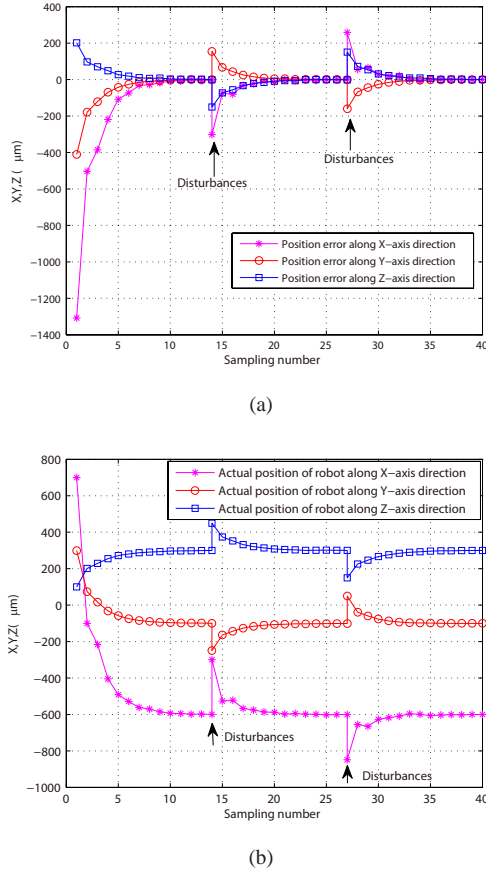 400
200
0
−200
−400
−600
−800
−1000
−1200
−1400
X,Y,Z( μm)
Disturbances
Disturbances
Position error along X−axis direction
Position error along Y−axis direction
Position error along Z−axis direction
0 5 10 15 20 25 30 35 40
Sampling number
(a)
800
600
400
200
0
−200
−400
−600
−800
−1000
X,Y,Z( μm)
Actual position of robot along X−axis direction
Actual position of robot along Y−axis direction
Actual position of robot along Z−axis direction
Disturbances
Disturbances
0 5 10 15 20 25 30 35 40
Sampling number
(b)